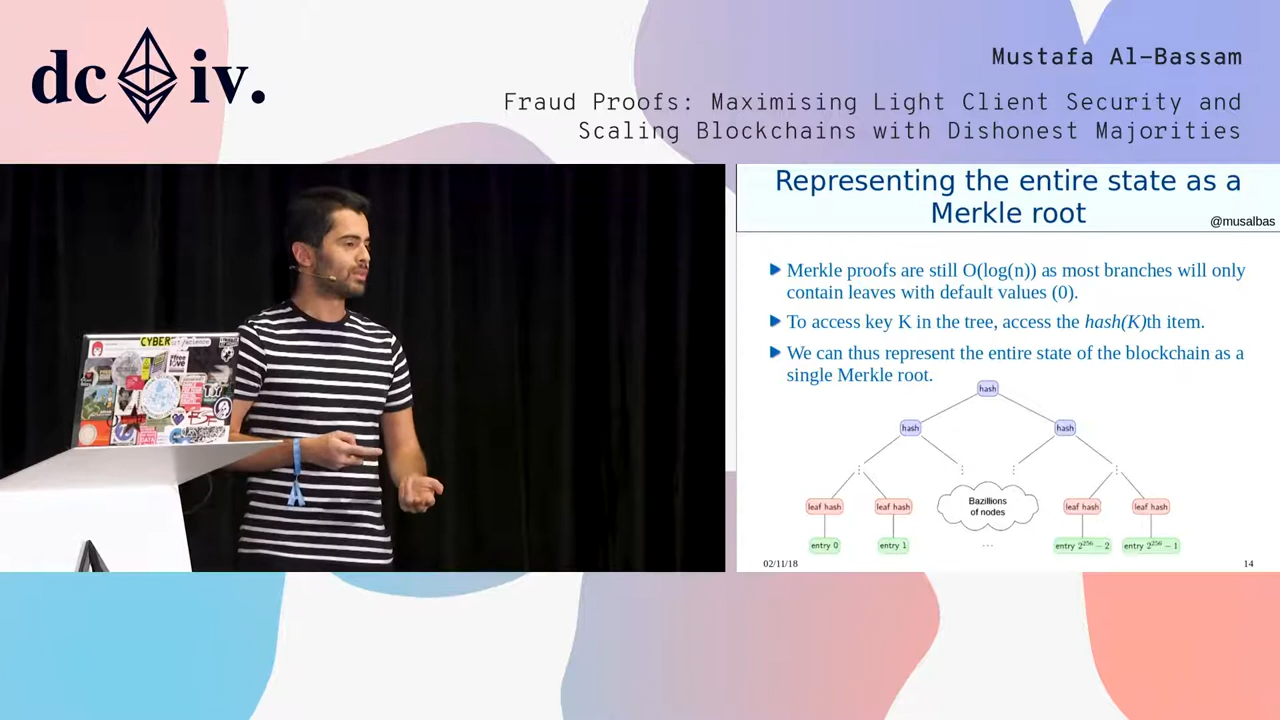 dc iv.
Mustafa Al-Bassam
Fraud Proofs: Maximising Light Client Security and
Scaling Blockchains with Dishonest Majorities
CYBER
Representing the entire state as a
Merkle root
@musalbas
Merkle proofs are still O(log(n)) as most branches will only
contain leaves with default values (0).
To access key K in the tree, access the hash(K)th item.
We can thus represent the entire state of the blockchain as a
single Merkle root.
hash
hash hash
leaf hash leaf hash Bazillions leaf hash leaf hash
of nodes
entry 0 entry 1 ... entry 2²⁵⁶ − 2 entry 2²⁵⁶ − 1
02/11/18 14